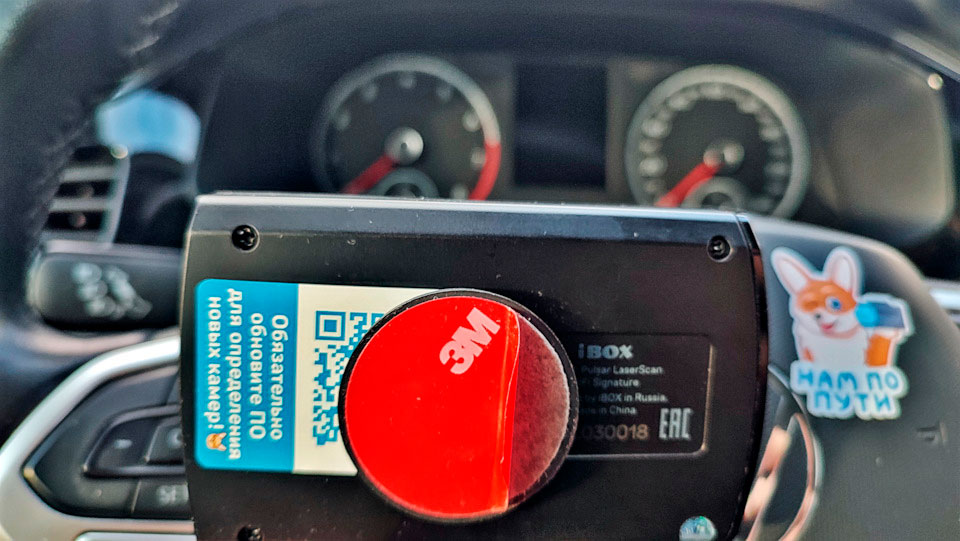 Обязательно
обновите ПО
для определения
новых камер!
3M
iBOX
Pulsar LaserScan
Signature
iBOX in Russia.
in China.
030018
EAC
НАМ ПО
ПУТИ
SET